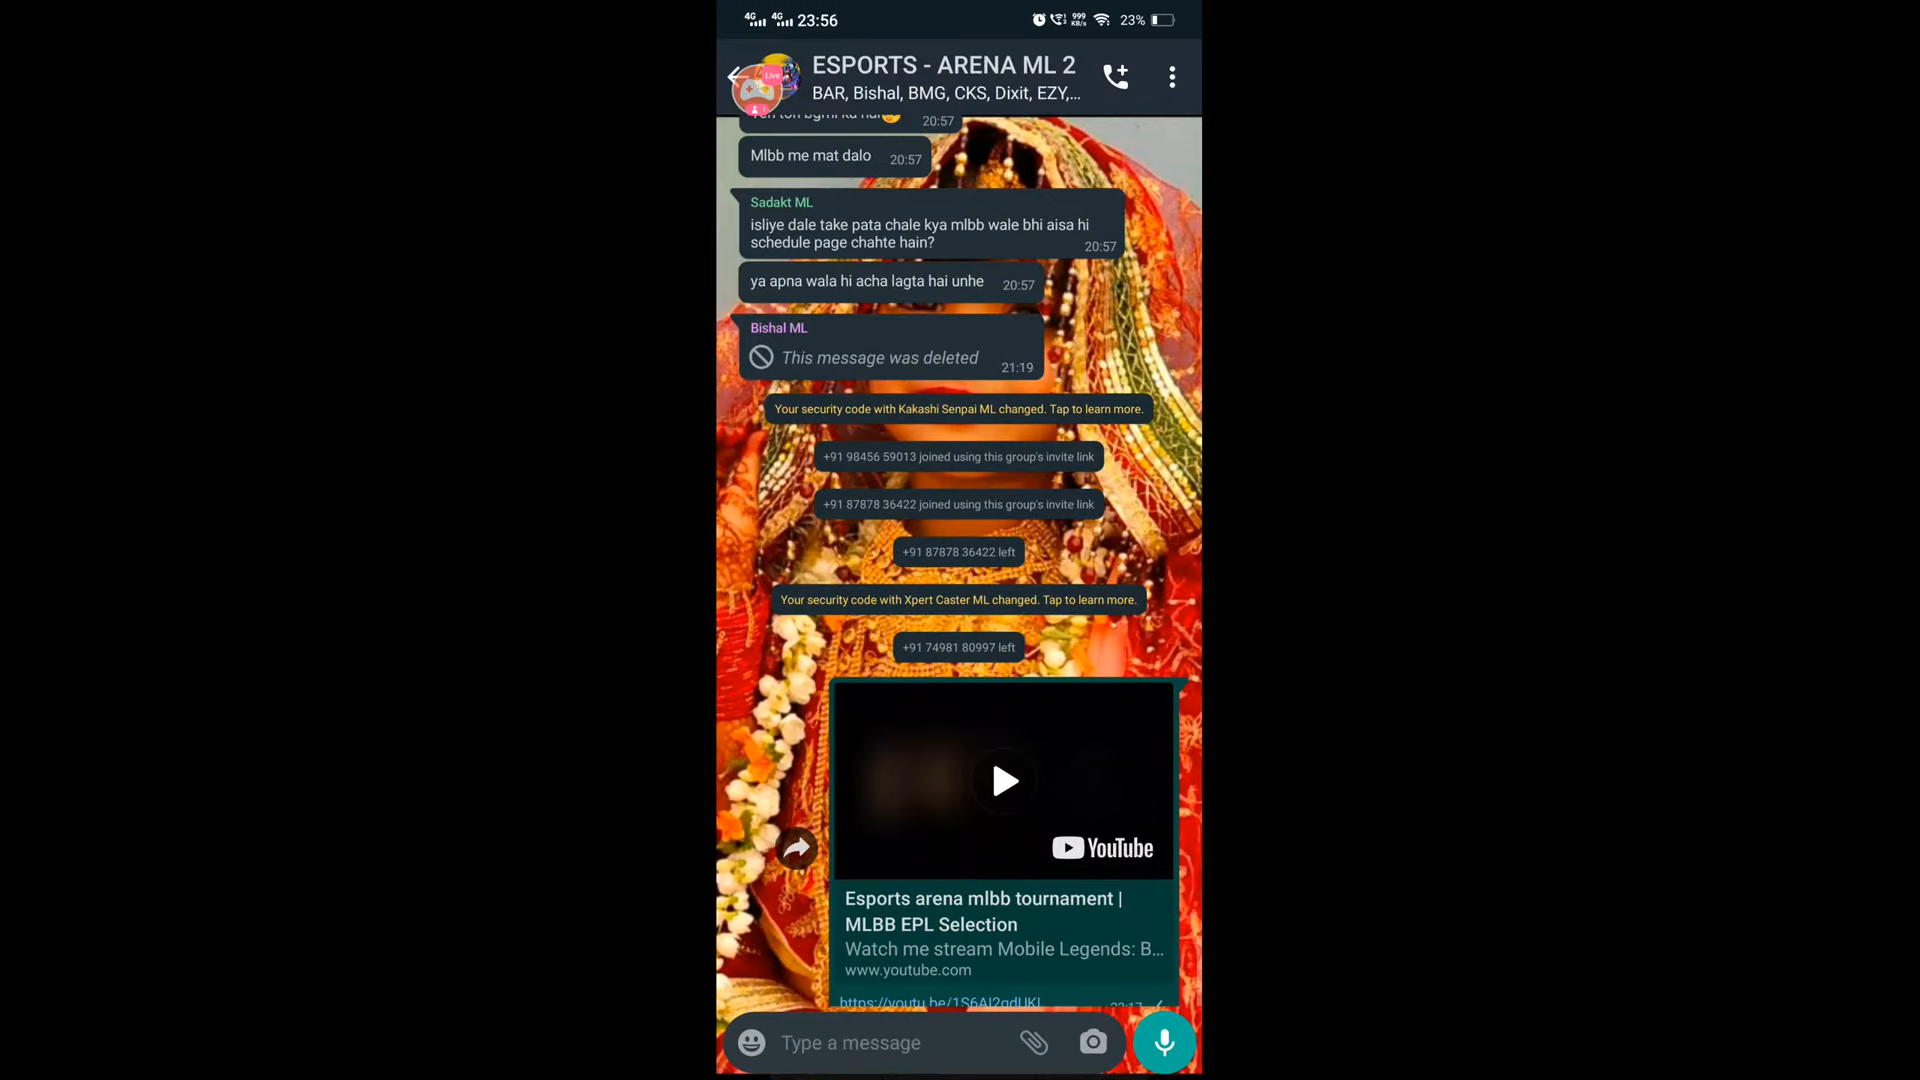 4G 4G 23:56 999 KB/s 23%
ESPORTS - ARENA ML 2
Live
BAR, Bishal, BMG, CKS, Dixit, EZY,...
1
20:57
Mlbb me mat dalo 20:57
Sadakt ML
isliye dale take pata chale kya mlbb wale bhi aisa hi
schedule page chahte hain?
20:57
ya apna wala hi acha lagta hai unhe 20:57
Bishal ML
This message was deleted
21:19
Your security code with Kakashi Senpai ML changed. Tap to learn more.
+91 98456 59013 joined using this group's invite link
+91 87878 36422 joined using this group's invite link
+91 87878 36422 left
Your security code with Xpert Caster ML changed. Tap to learn more.
+91 74981 80997 left
YouTube
Esports arena mlbb tournament |
MLBB EPL Selection
Watch me stream Mobile Legends: B...
www.youtube.com
Type a message